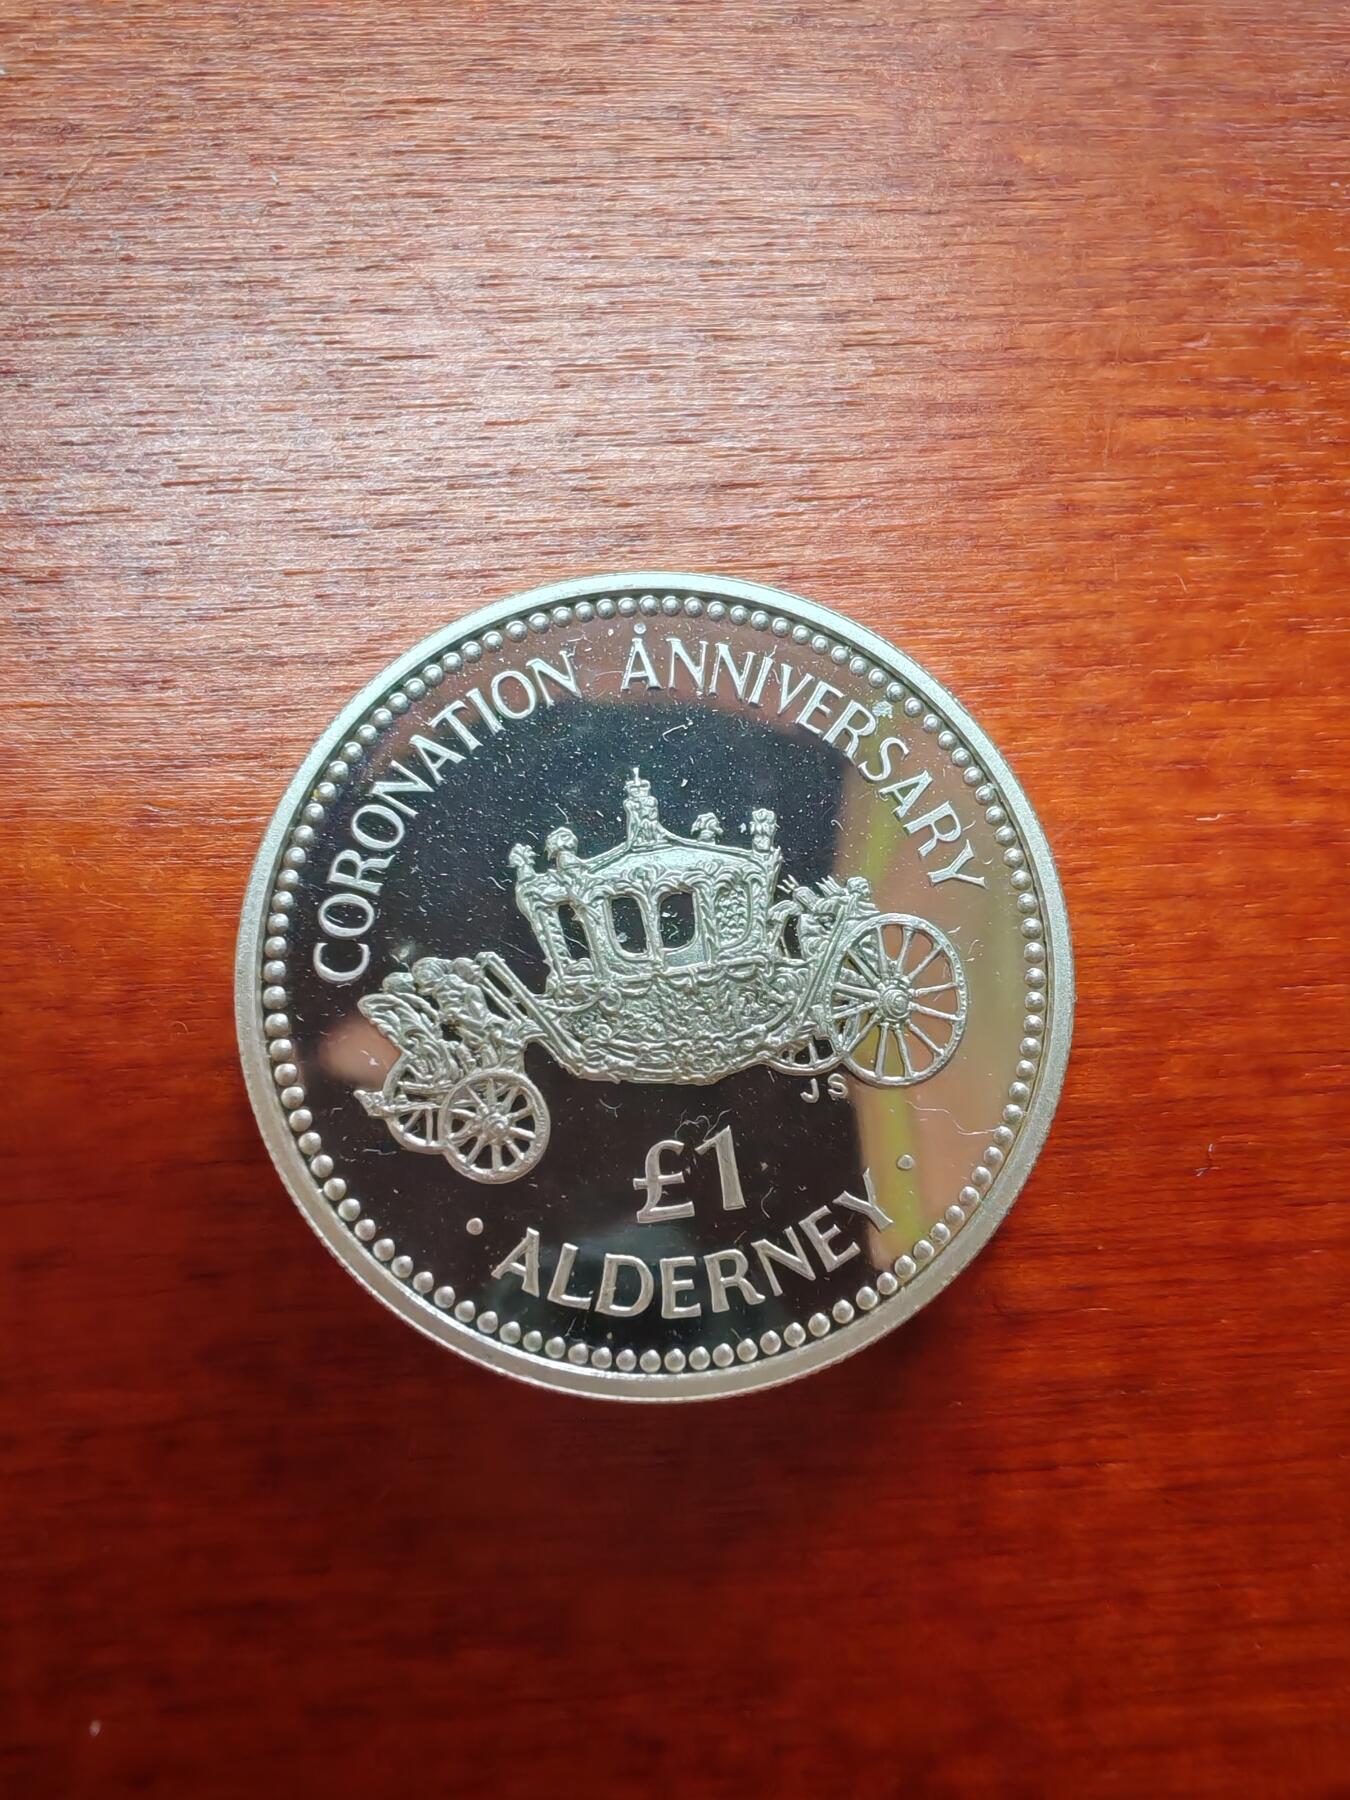 CORONATION ANNIVERSARY
JS
£1
• ALDERNEY •